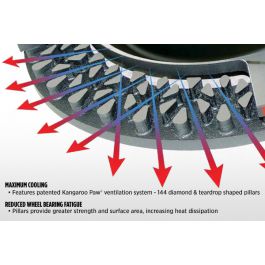 MAXIMUM COOLING
• Features patented Kangaroo Paw® ventilation system - 144 diamond & teardrop shaped pillars
REDUCED WHEEL BEARING FATIGUE
• Pillars provide greater strength and surface area, increasing heat dissipation